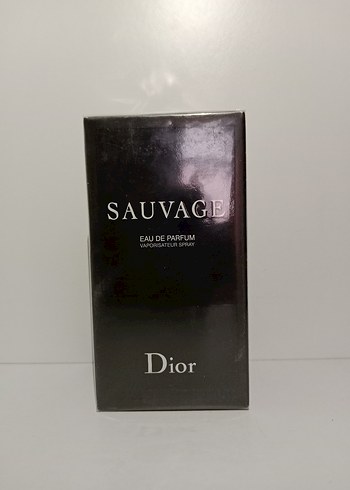 SAUVAGE
EAU DE PARFUM
VAPORISATEUR SPRAY
Dior